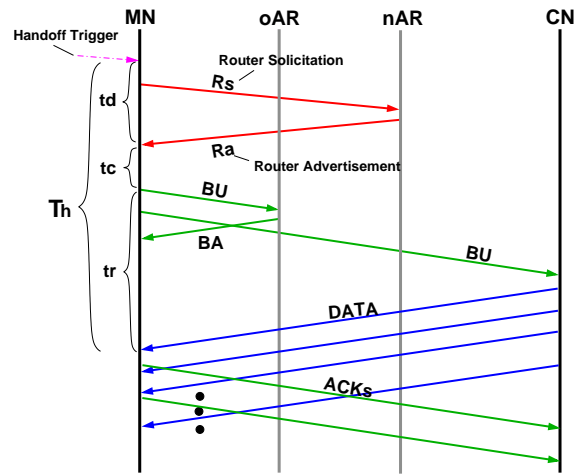 MN oAR nAR CN
Handoff Trigger
Router Solicitation
Rs
td
Ra
Router Advertisement
tc
Th
BU
BA
BU
tr
DATA
ACKs